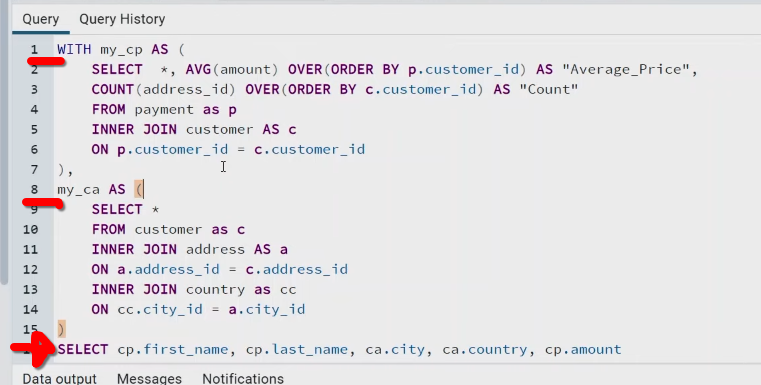 Query Query History
1 WITH my_cp AS (
2 SELECT *, AVG(amount) OVER(ORDER BY p.customer_id) AS "Average_Price",
3 COUNT(address_id) OVER(ORDER BY c.customer_id) AS "Count"
4 FROM payment as p
5 INNER JOIN customer AS c
6 ON p.customer_id = c.customer_id
7 ),
8 my_ca AS (
9 SELECT *
10 FROM customer as c
11 INNER JOIN address AS a
12 ON a.address_id = c.address_id
13 INNER JOIN country as cc
14 ON cc.city_id = a.city_id
15 )
SELECT cp.first_name, cp.last_name, ca.city, ca.country, cp.amount
Data output Messages Notifications